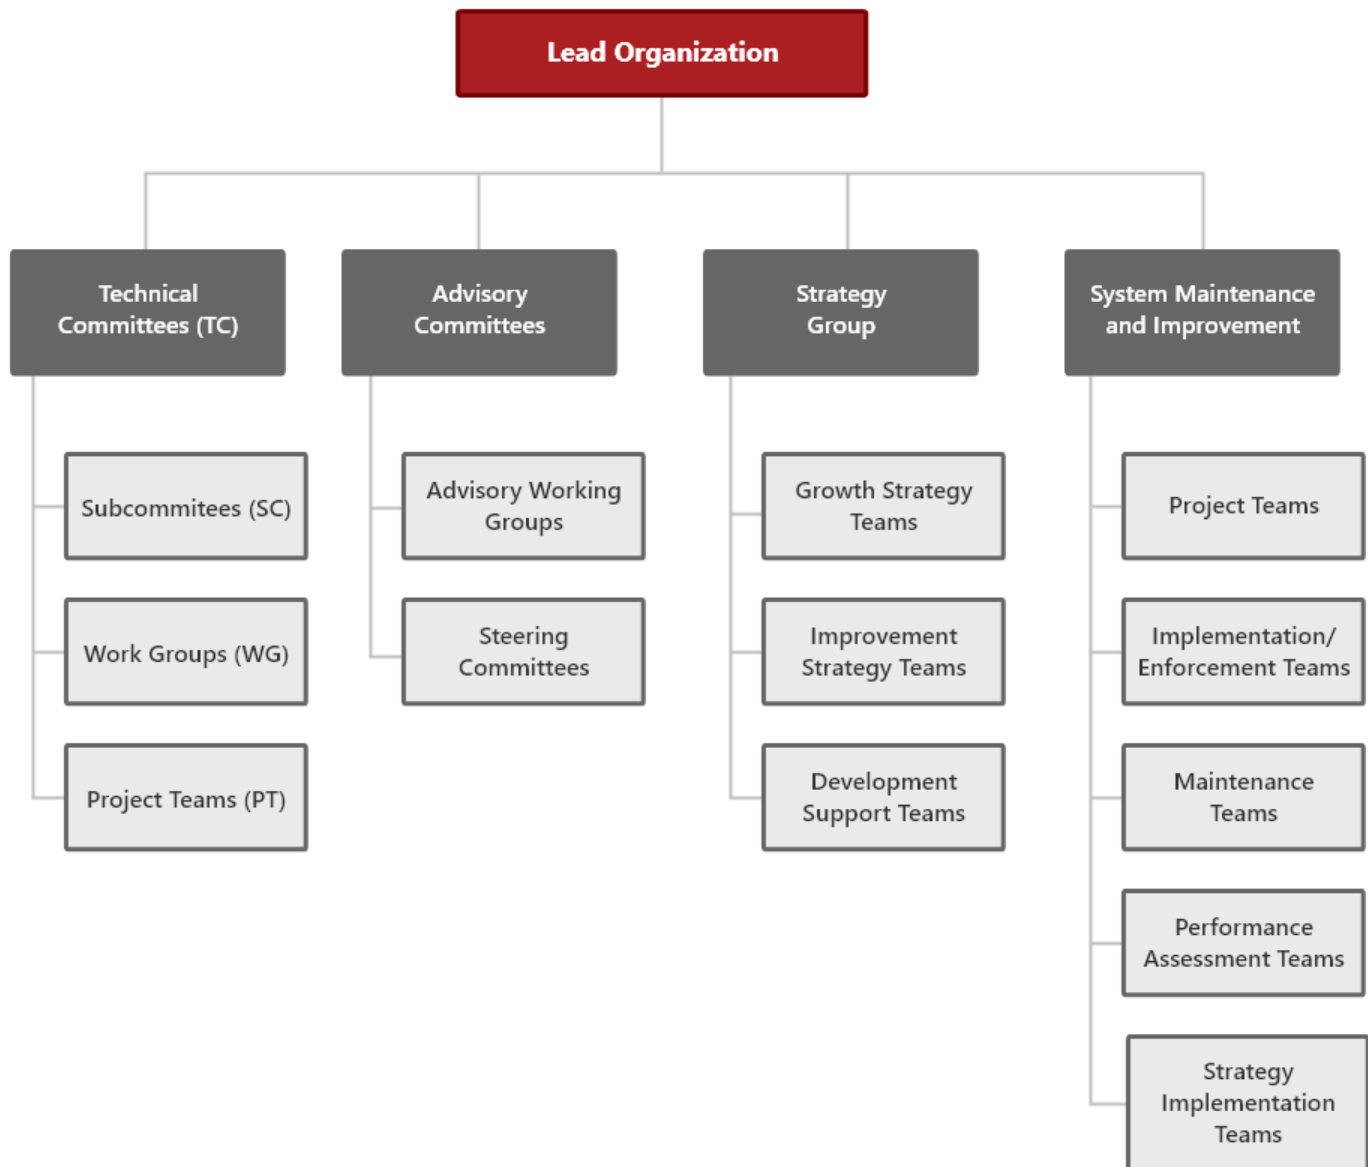 Lead Organization
Technical
Committees (TC)
Subcommitees (SC)
Work Groups (WG)
Project Teams (PT)
Advisory
Committees
Advisory Working
Groups
Steering
Committees
Strategy
Group
Growth Strategy
Teams
Improvement
Strategy Teams
Development
Support Teams
System Maintenance
and Improvement
Project Teams
Implementation/
Enforcement Teams
Maintenance
Teams
Performance
Assessment Teams
Strategy
Implementation
Teams